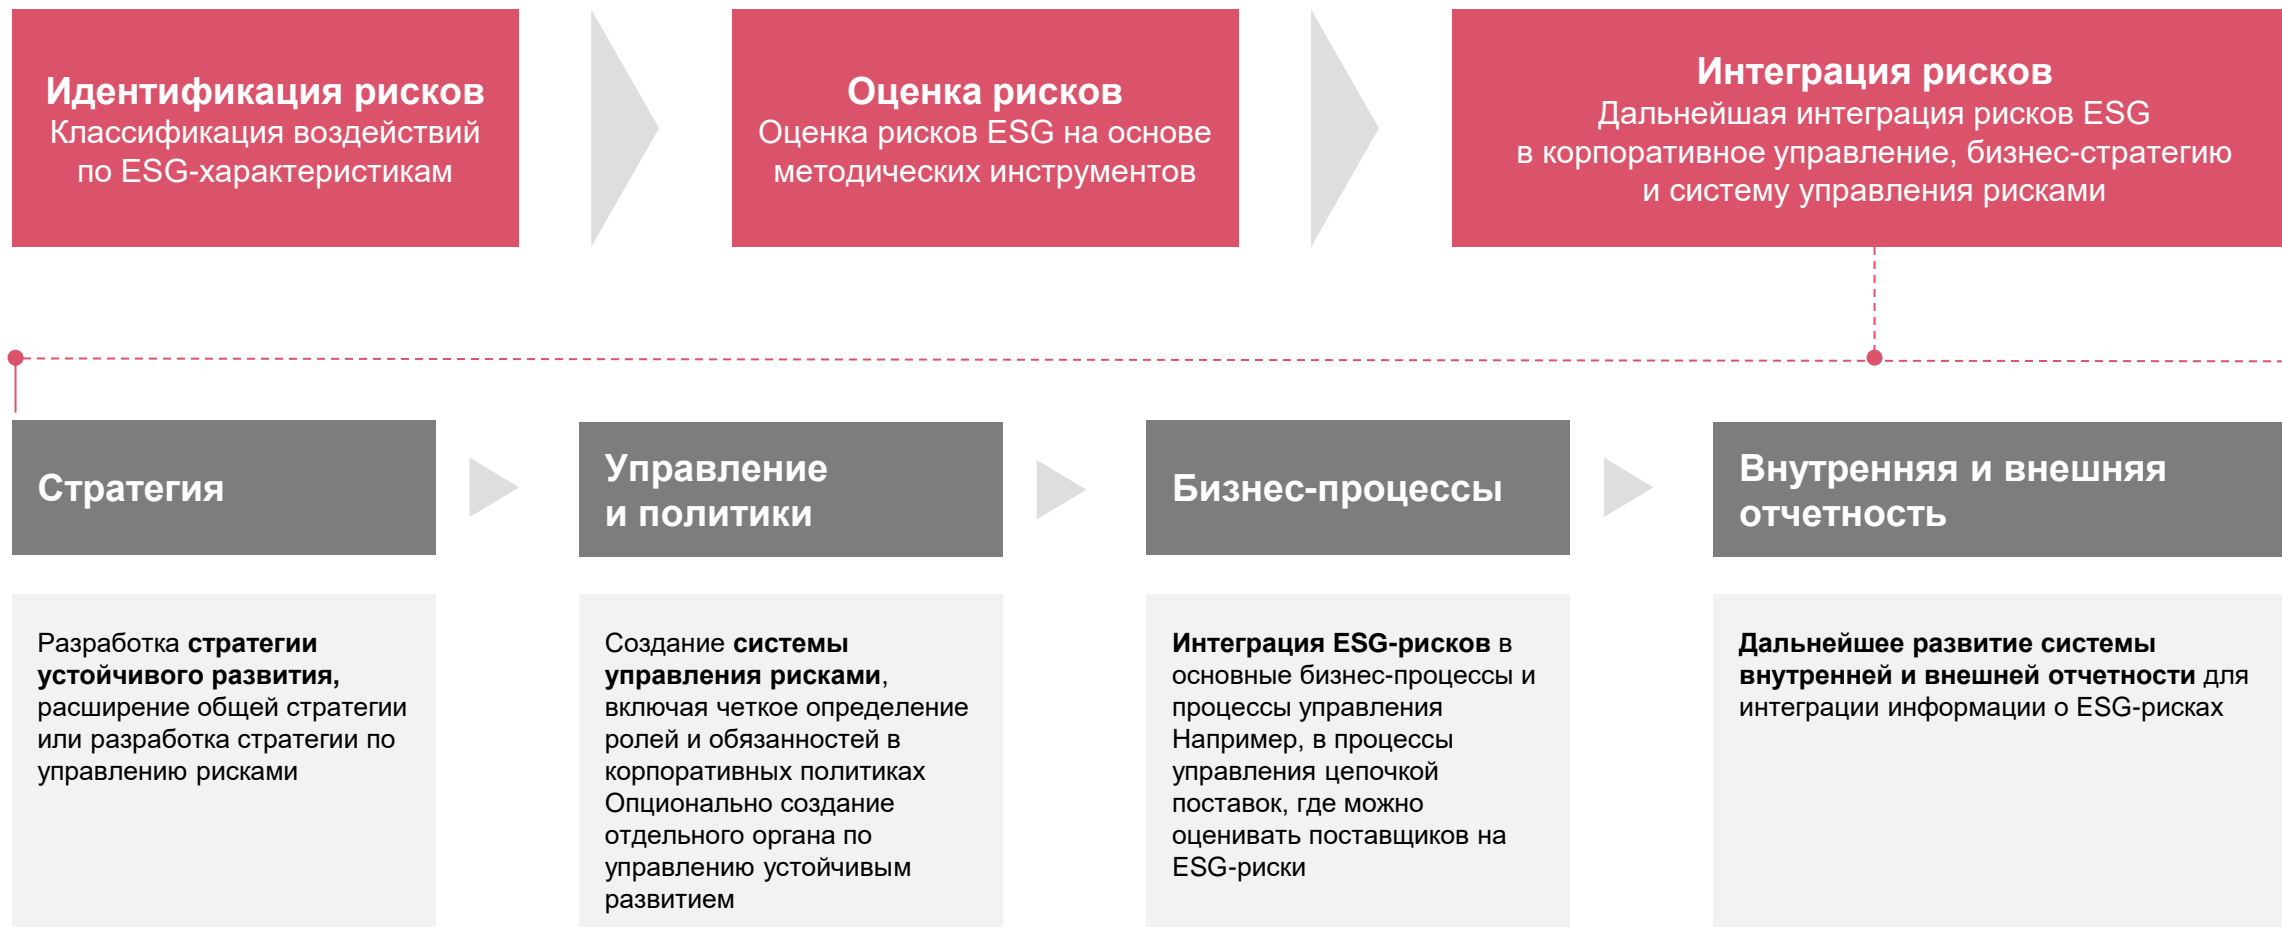 Идентификация рисков
Классификация воздействий
по ESG-характеристикам
Оценка рисков
Оценка рисков ESG на основе
методических инструментов
Интеграция рисков
Дальнейшая интеграция рисков ESG
в корпоративное управление, бизнес-стратегию
и систему управления рисками
Стратегия
Управление
и политики
Бизнес-процессы
Внутренняя и внешняя
отчетность
Разработка стратегии
устойчивого развития,
расширение общей стратегии
или разработка стратегии по
управлению рисками
Создание системы
управления рисками,
включая четкое определение
ролей и обязанностей в
корпоративных политиках
Опционально создание
отдельного органа по
управлению устойчивым
развитием
Интеграция ESG-рисков в
основные бизнес-процессы и
процессы управления
Например, в процессы
управления цепочкой
поставок, где можно
оценивать поставщиков на
ESG-риски
Дальнейшее развитие системы
внутренней и внешней отчетности для
интеграции информации о ESG-рисках